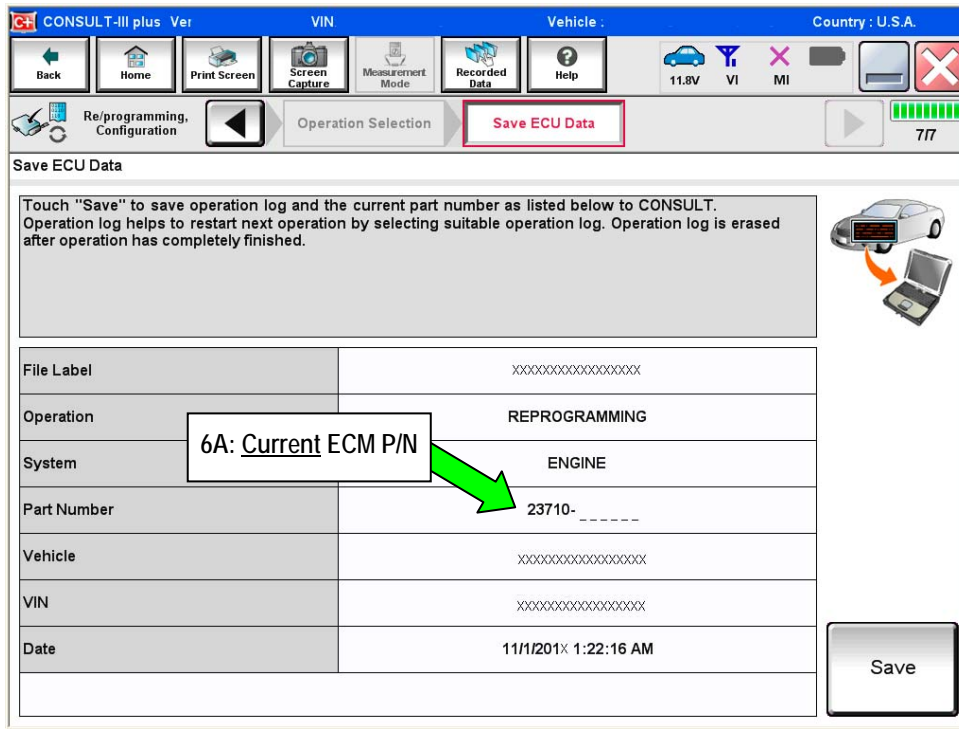 C+ CONSULT-III plus Ver VIN Vehicle : Country : U.S.A.
Back
Home
Print Screen
Screen
Capture
Measurement
Mode
Recorded
Data
Help
11.8V VI MI
Re/programming,
Configuration
Operation Selection
Save ECU Data
7/7
Save ECU Data
Touch "Save" to save operation log and the current part number as listed below to CONSULT.
Operation log helps to restart next operation by selecting suitable operation log. Operation log is erased
after operation has completely finished.
File Label XXXXXXXXXXXXXXXXX
Operation REPROGRAMMING
6A: Current ECM P/N
System ENGINE
Part Number 23710-_ _ _ _ _ _
Vehicle XXXXXXXXXXXXXXXXX
VIN XXXXXXXXXXXXXXXXX
Date 11/1/201X 1:22:16 AM
Save